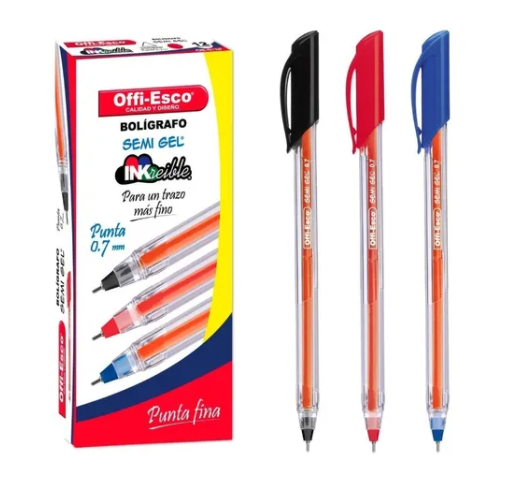 Offi-Esco®
CALIDAD Y DISEÑO
BOLÍGRAFO
SEMI GEL
INKreible
Para un trazo
más fino
Punta
0.7 mm
Punta fina
Offi-Esco
BOLÍGRAFO
SEMI GEL
INKreible
Punta
Offi-Esco SEMI GEL 0.7
Offi-Esco SEMI GEL 0.7
Offi-Esco SEMI GEL 0.7